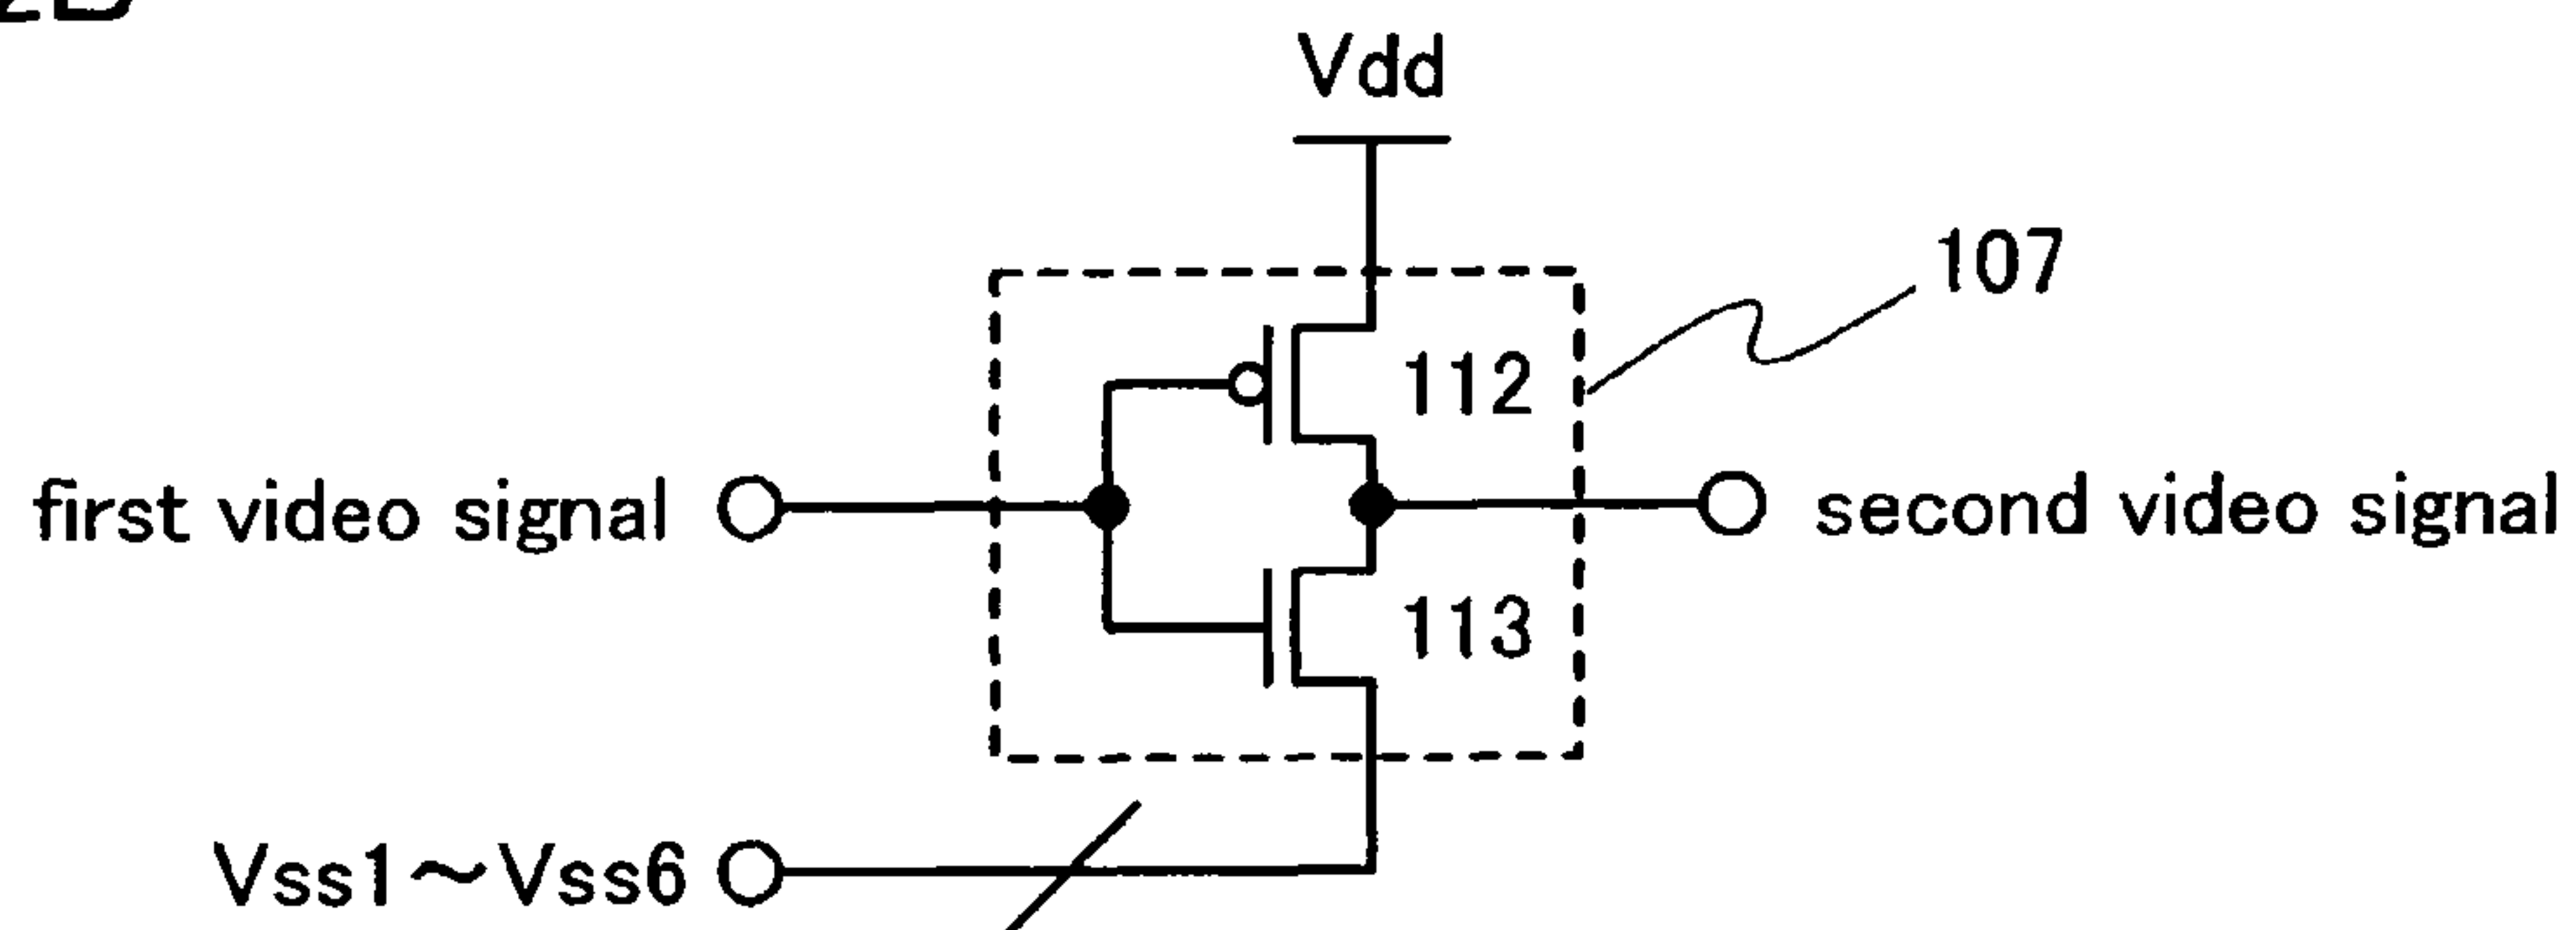 Vdd
107
112
first video signal
second video signal
113
Vss1~Vss6